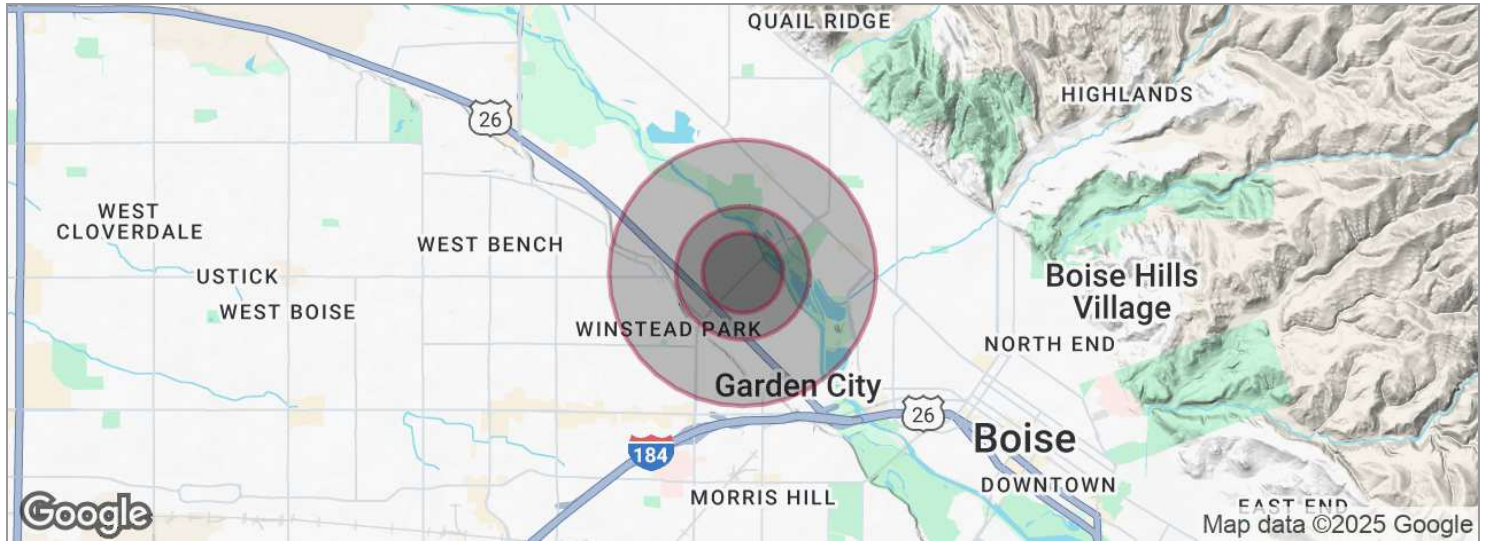 QUAIL RIDGE
HIGHLANDS
26
WEST
CLOVERDALE
WEST BENCH
USTICK
WEST BOISE
Boise Hills
Village
WINSTEAD PARK
NORTH END
Garden City
26
Boise
184
DOWNTOWN
MORRIS HILL
EAST END
Google
Map data ©2025 Google